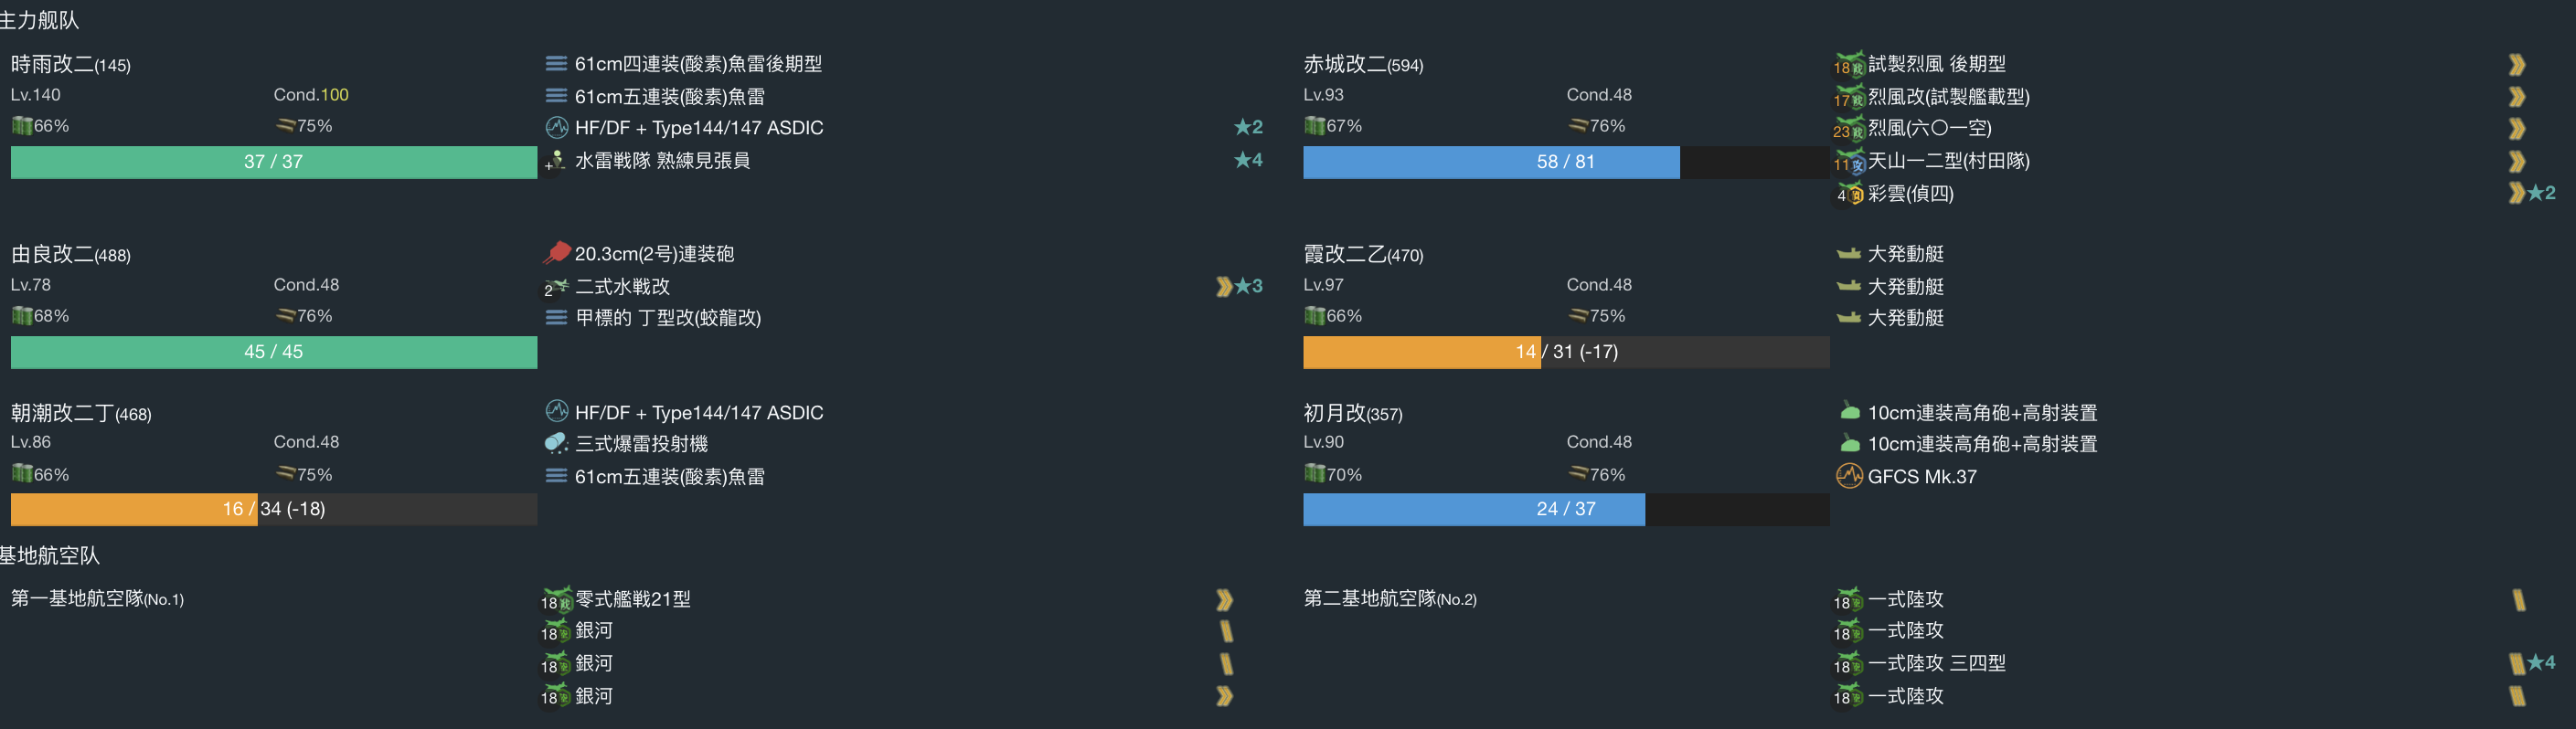 主力舰队
時雨改二(145)
Lv.140 Cond.100
66% 75%
37 / 37
61cm四連装(酸素)魚雷後期型
61cm五連装(酸素)魚雷
HF/DF + Type144/147 ASDIC ★2
+ 水雷戦隊 熟練見張員 ★4
赤城改二(594)
Lv.93 Cond.48
67% 76%
58 / 81
18 試製烈風 後期型
17 烈風改(試製艦載型)
23 烈風(六〇一空)
11 天山一二型(村田隊)
4 彩雲(偵四) ★2
由良改二(488)
Lv.78 Cond.48
68% 76%
45 / 45
20.3cm(2号)連装砲
2 二式水戦改 ★3
甲標的 丁型改(蛟龍改)
霞改二乙(470)
Lv.97 Cond.48
66% 75%
14 / 31 (-17)
大発動艇
大発動艇
大発動艇
朝潮改二丁(468)
Lv.86 Cond.48
66% 75%
16 / 34 (-18)
HF/DF + Type144/147 ASDIC
三式爆雷投射機
61cm五連装(酸素)魚雷
初月改(357)
Lv.90 Cond.48
70% 76%
24 / 37
10cm連装高角砲+高射装置
10cm連装高角砲+高射装置
GFCS Mk.37
基地航空队
第一基地航空隊(No.1)
18 零式艦戦21型
18 銀河
18 銀河
18 銀河
第二基地航空隊(No.2)
18 一式陸攻
18 一式陸攻
18 一式陸攻 三四型 ★4
18 一式陸攻